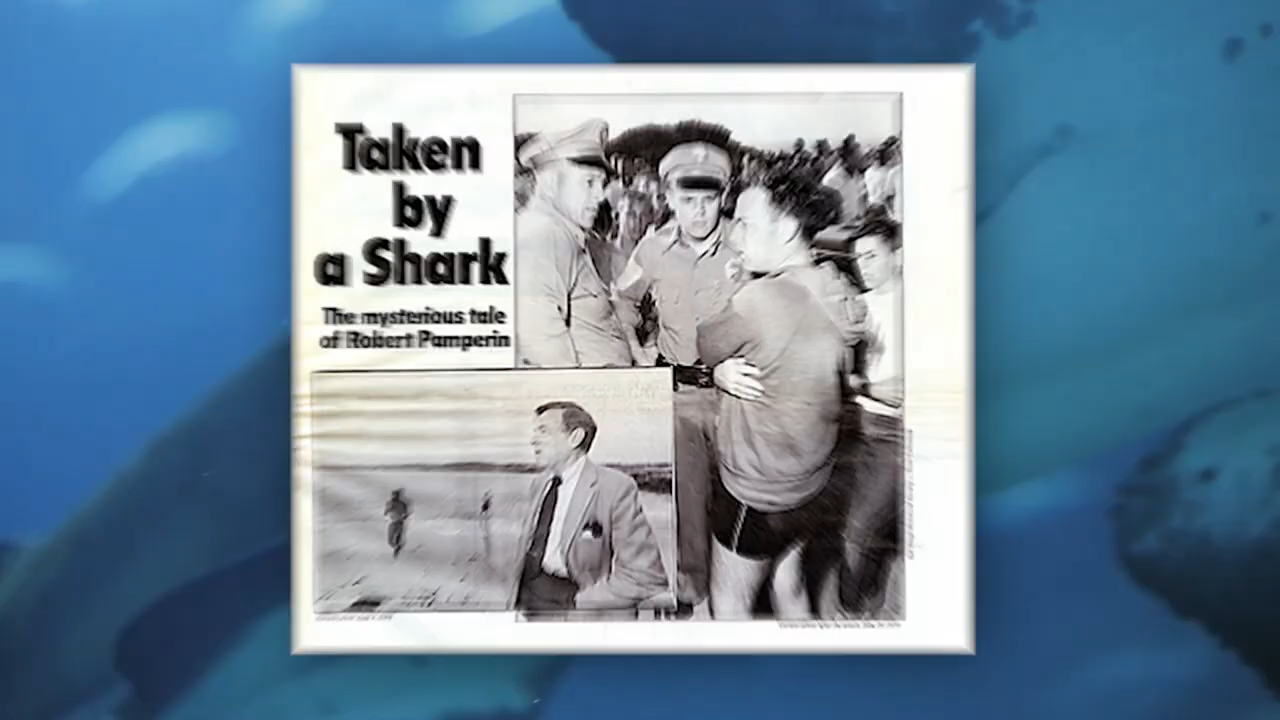 Taken
by
a Shark
The mysterious tale
of Robert Pamperin